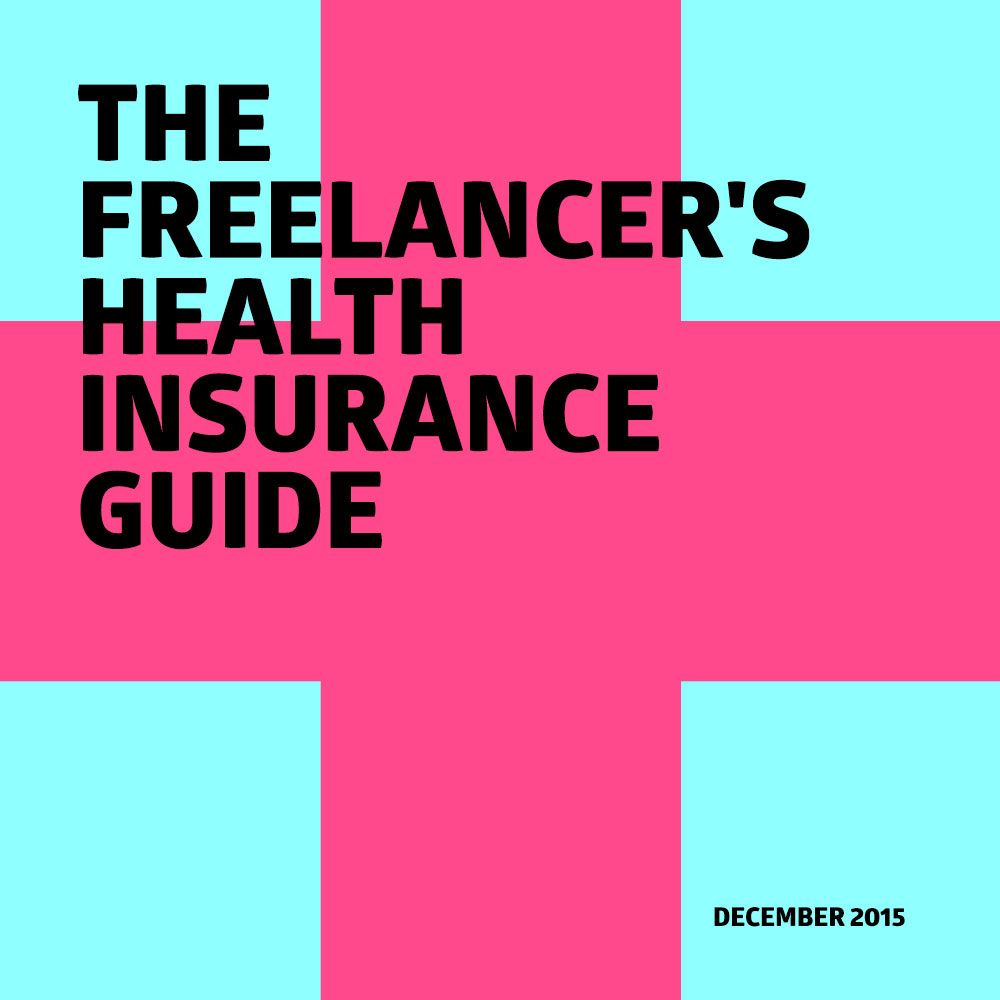 THE
FREELANCER'S
HEALTH
INSURANCE
GUIDE
DECEMBER 2015